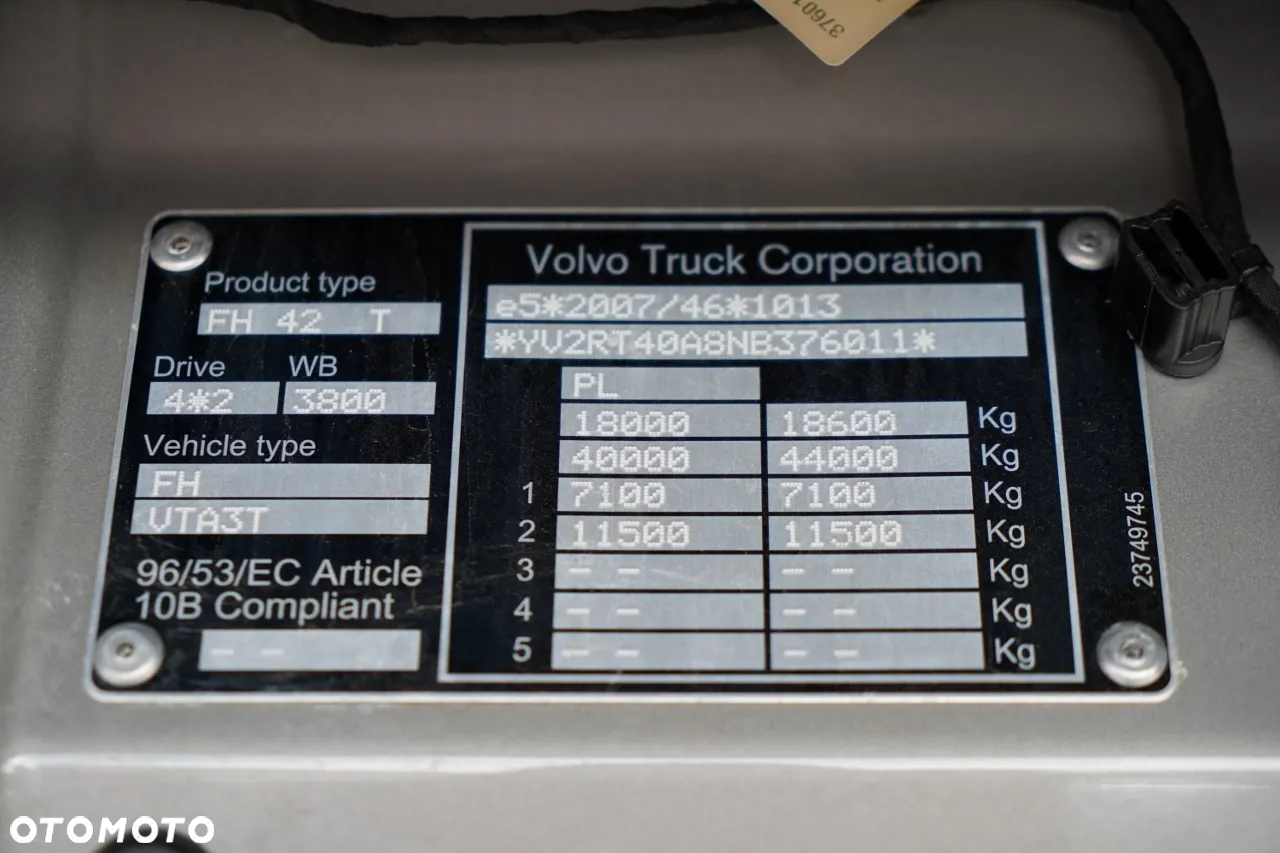 37601
Product type
FH 42 T
Drive WB
4*2 3800
Vehicle type
FH
VTA3T
96/53/EC Article
10B Compliant
- -
Volvo Truck Corporation
e5*2007/46*1013
*YV2RT40A8NB376011*
PL
18000 18600 Kg
40000 44000 Kg
1 7100 7100 Kg
2 11500 11500 Kg
3 - - - - Kg
4 - - - - Kg
5 - - - - Kg
23749745
OTOMOTO